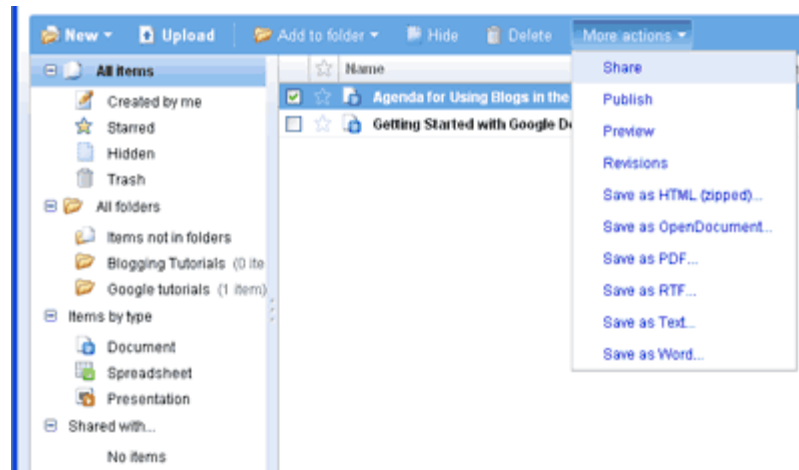 New Upload Add to folder Hide Delete More actions
All items
Created by me
Starred
Hidden
Trash
All folders
Items not in folders
Blogging Tutorials (0 ite
Google tutorials (1 item)
Items by type
Document
Spreadsheet
Presentation
Shared with...
No items
Name
Agenda for Using Blogs in the
Getting Started with Google D
Share
Publish
Preview
Revisions
Save as HTML (zipped)...
Save as OpenDocument...
Save as PDF...
Save as RTF...
Save as Text...
Save as Word...